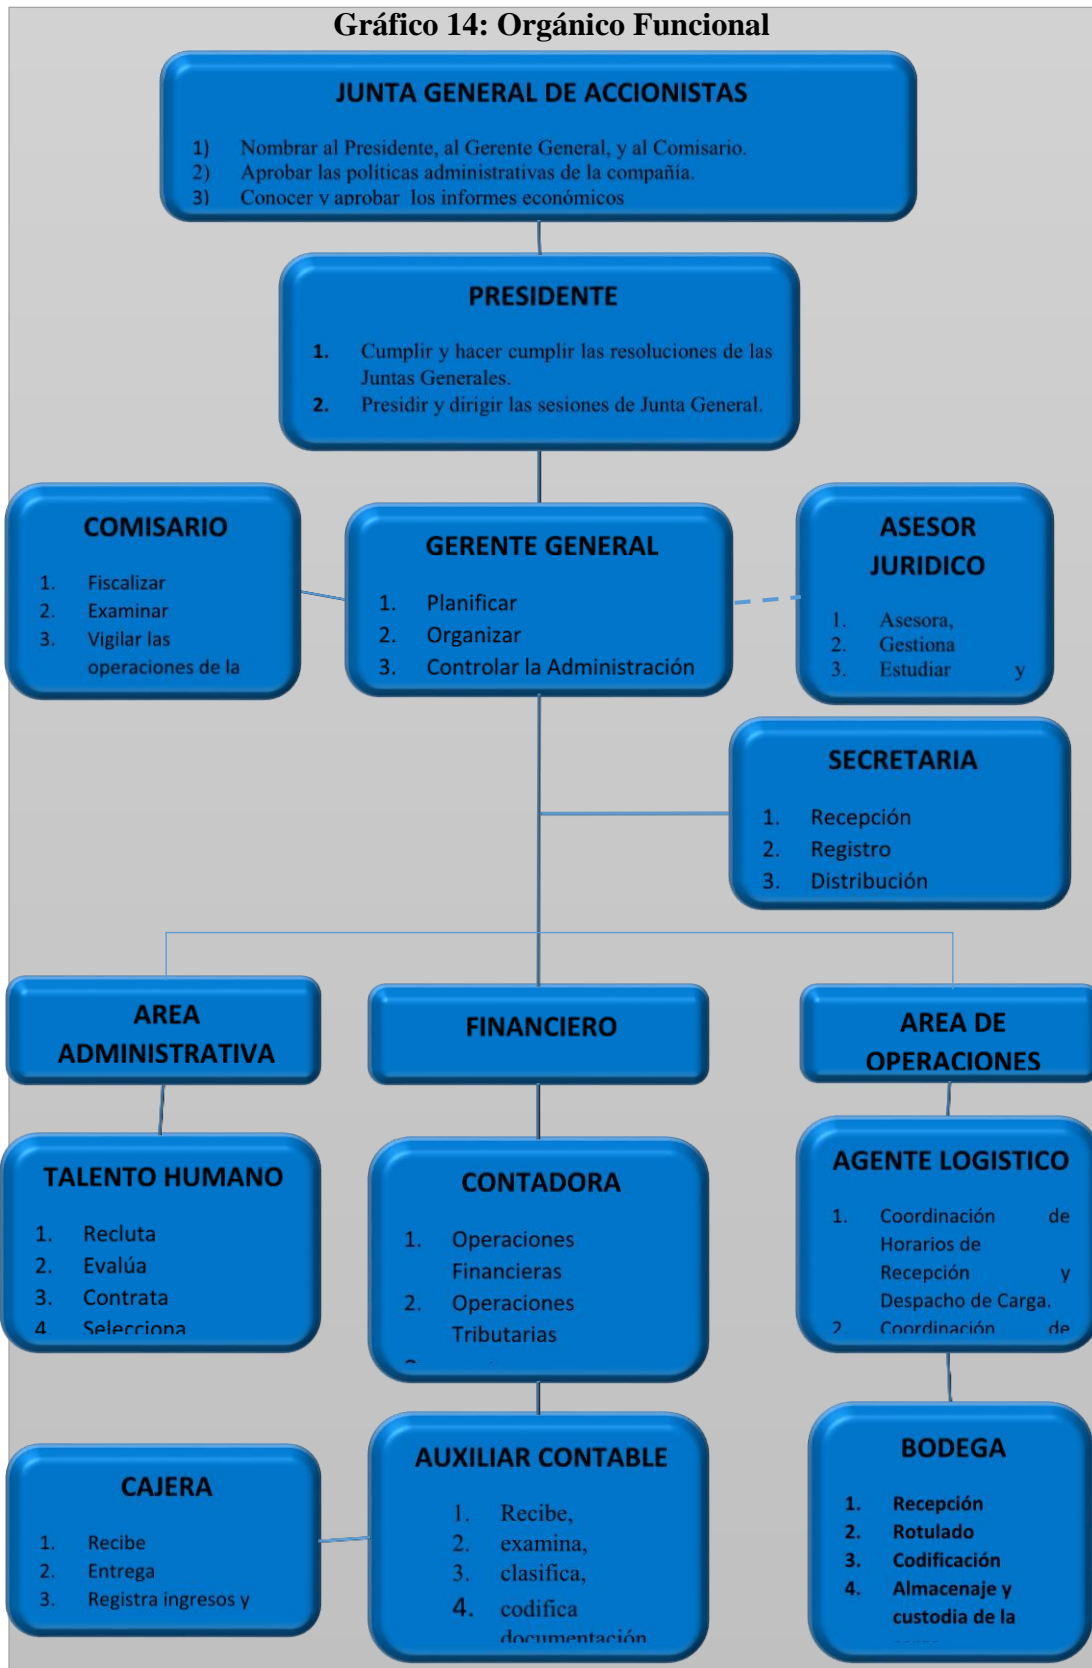 Gráfico 14: Orgánico Funcional
JUNTA GENERAL DE ACCIONISTAS
1) Nombrar al Presidente, al Gerente General, y al Comisario.
2) Aprobar las políticas administrativas de la compañía.
3) Conocer y aprobar los informes económicos
PRESIDENTE
1. Cumplir y hacer cumplir las resoluciones de las
Juntas Generales.
2. Presidir y dirigir las sesiones de Junta General.
COMISARIO
1. Fiscalizar
2. Examinar
3. Vigilar las
operaciones de la
GERENTE GENERAL
1. Planificar
2. Organizar
3. Controlar la Administración
ASESOR
JURIDICO
1. Asesora,
2. Gestiona
3. Estudiar y
SECRETARIA
1. Recepción
2. Registro
3. Distribución
AREA
ADMINISTRATIVA
FINANCIERO
AREA DE
OPERACIONES
TALENTO HUMANO
1. Recluta
2. Evalúa
3. Contrata
4 Selecciona
CONTADORA
1. Operaciones
Financieras
2. Operaciones
Tributarias
AGENTE LOGISTICO
1. Coordinación de
Horarios de
Recepción y
Despacho de Carga.
2. Coordinación de
CAJERA
1. Recibe
2. Entrega
3. Registra ingresos y
AUXILIAR CONTABLE
1. Recibe,
2. examina,
3. clasifica,
4. codifica
documentación
BODEGA
1. Recepción
2. Rotulado
3. Codificación
4. Almacenaje y
custodia de la